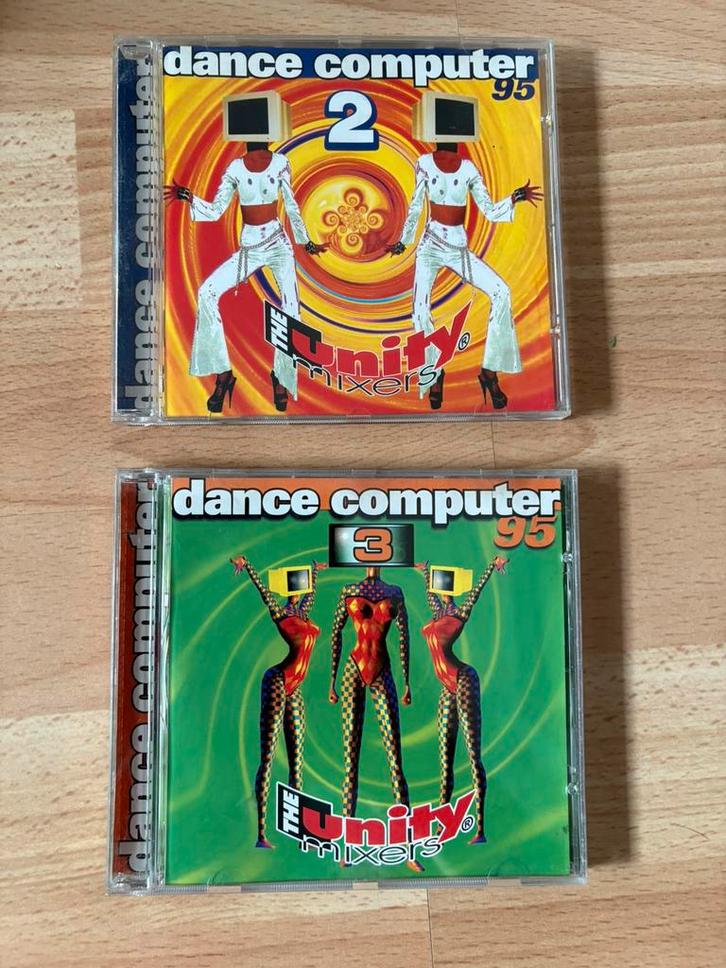 dance computer
dance computer
95
2
THE unity ®
mixers
dance computer
dance computer
95
3
THE unity ®
mixers